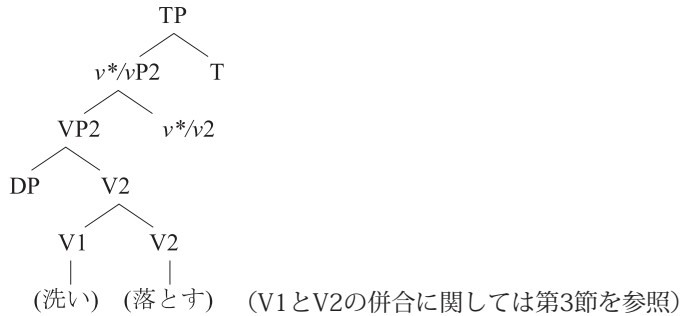 TP
v*/vP2 T
VP2 v*/v2
DP V2
V1 V2
(洗い) (落とす) （V1とV2の併合に関しては第3節を参照）